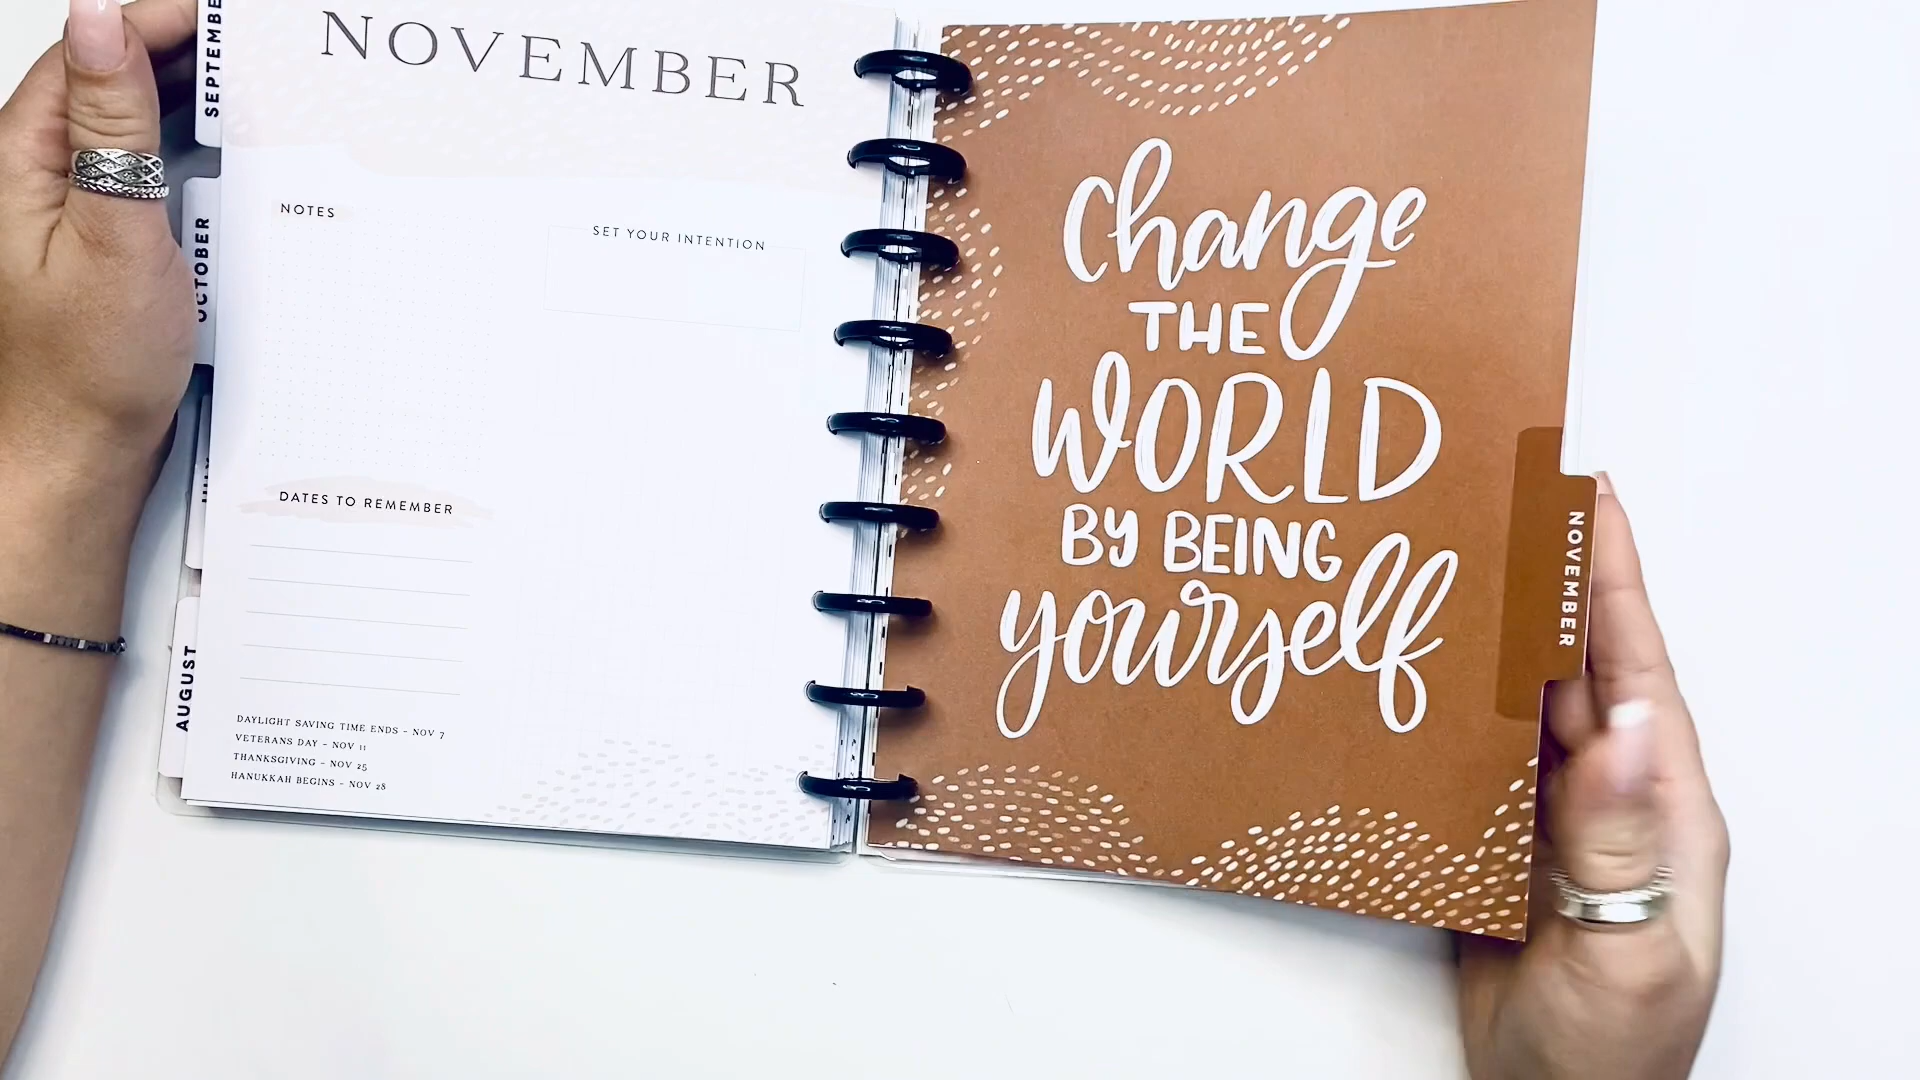 SEPTEMBE
OCTOBER
AUGUST
NOVEMBER
NOTES
SET YOUR INTENTION
DATES TO REMEMBER
DAYLIGHT SAVING TIME ENDS - NOV 7
VETERANS DAY - NOV 11
THANKSGIVING - NOV 25
HANUKKAH BEGINS - NOV 28
Change
THE
WORLD
BY BEING
yourself
NOVEMBER